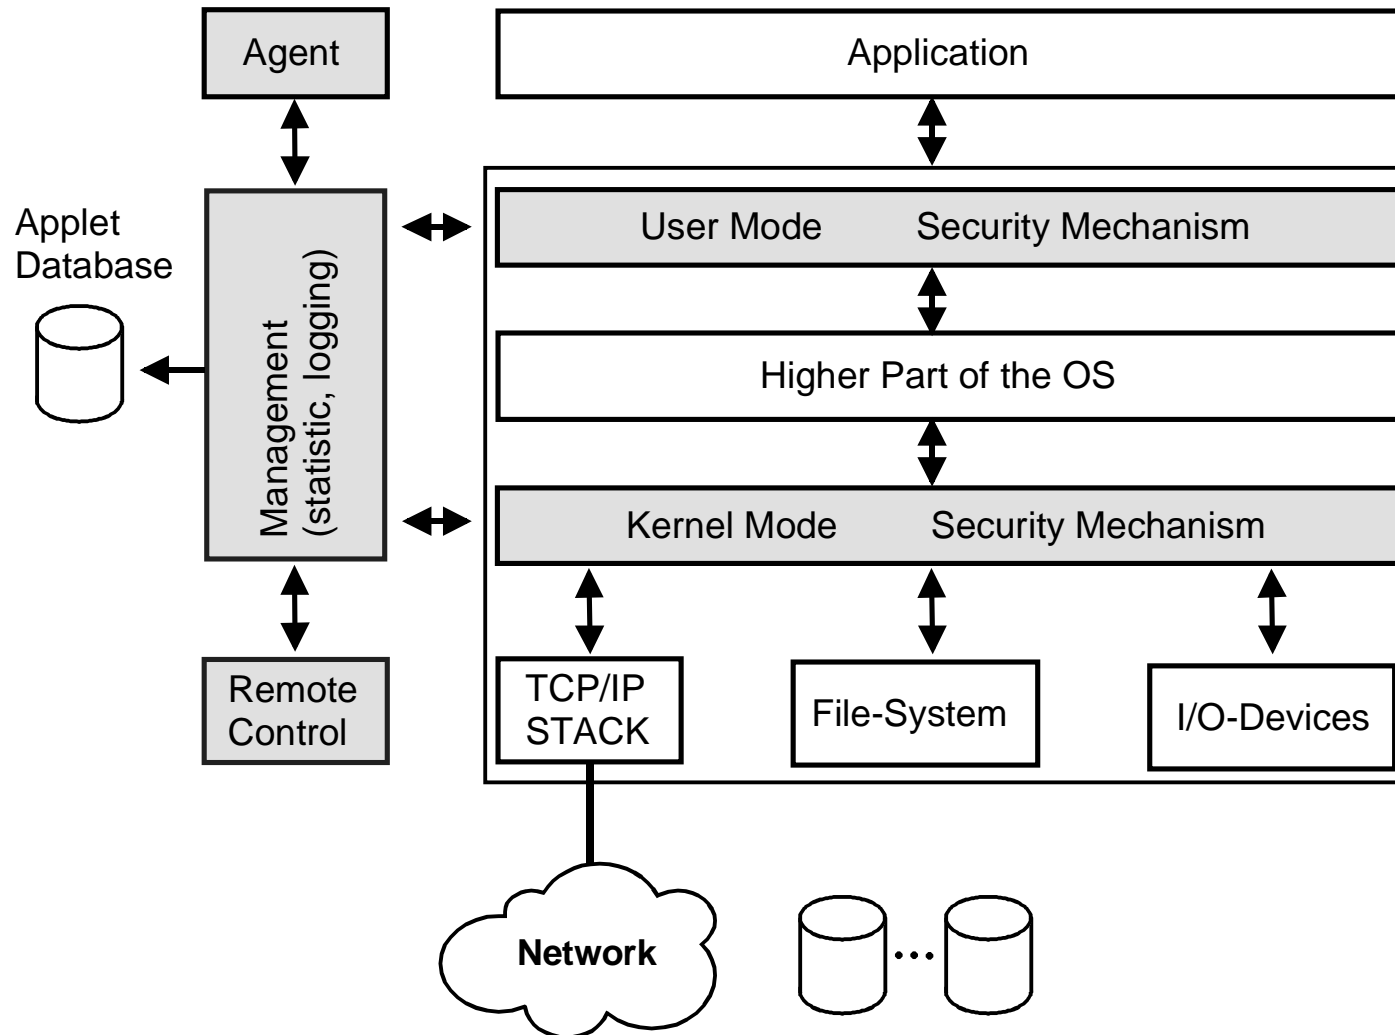 Agent
Application
Applet
Database
User Mode Security Mechanism
Management
(statistic, logging)
Higher Part of the OS
Kernel Mode Security Mechanism
Remote
Control
TCP/IP
STACK
File-System
I/O-Devices
Network
...